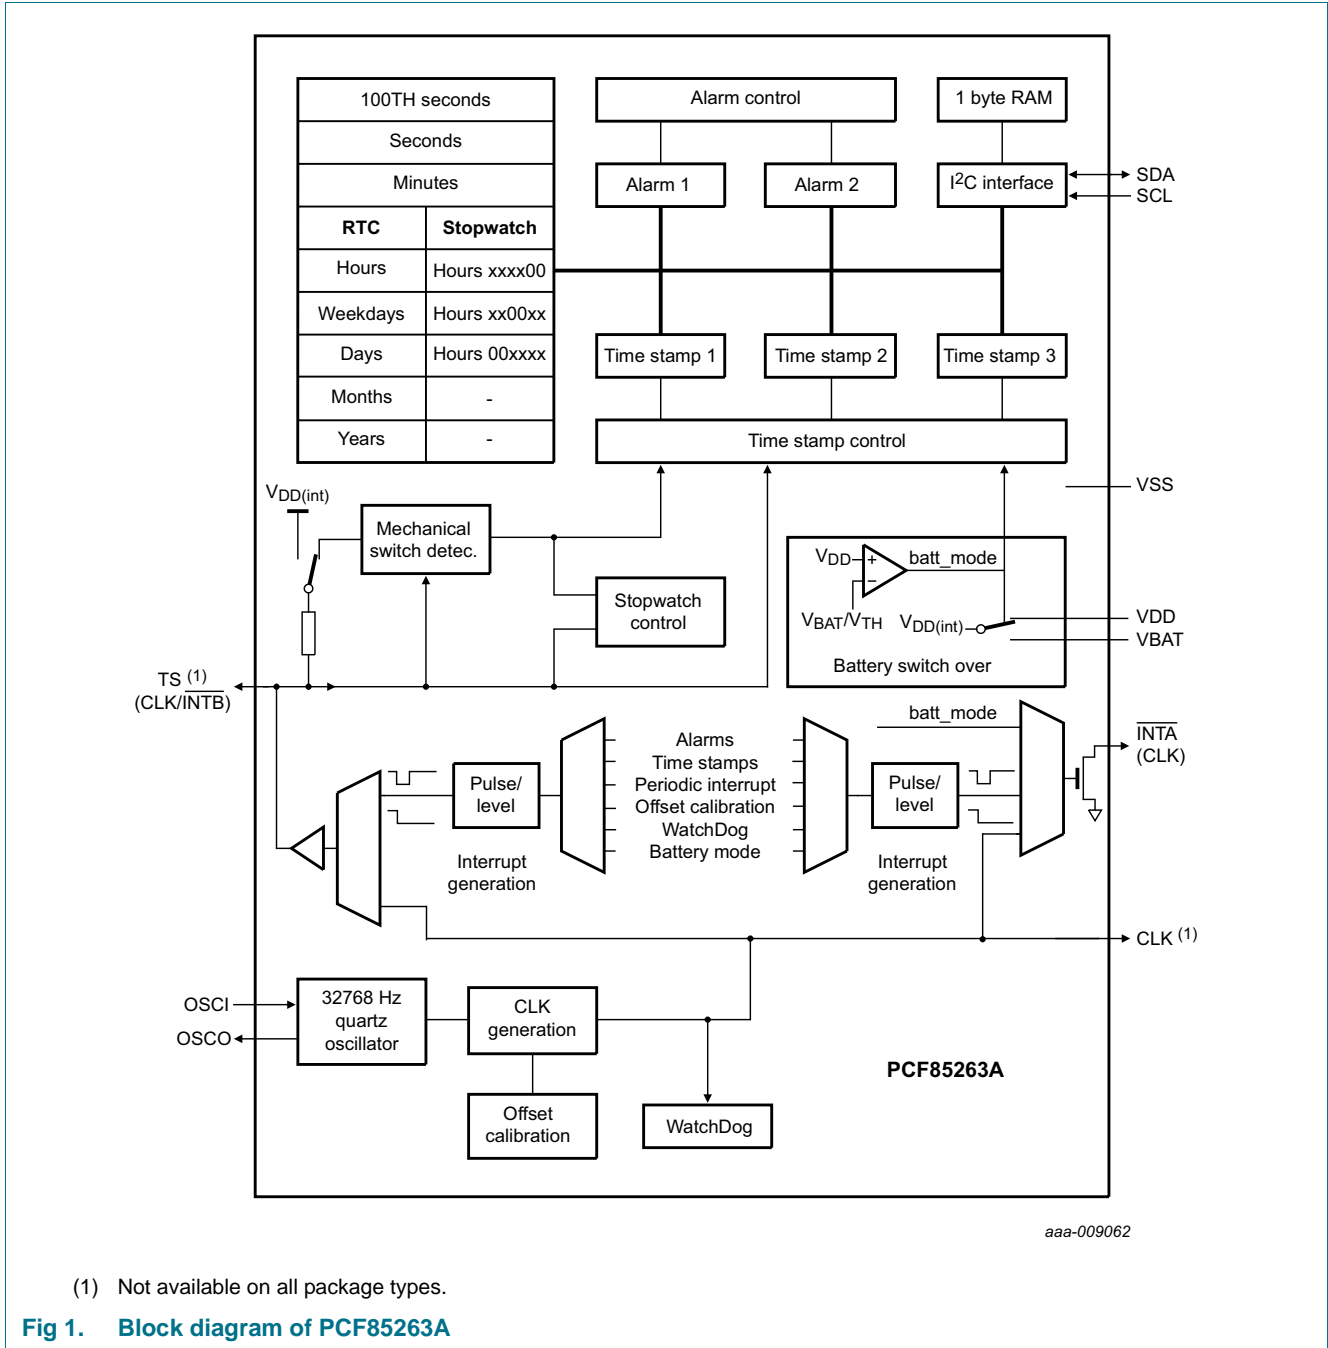 100TH seconds
Seconds
Minutes
RTC Stopwatch
Hours Hours xxxx00
Weekdays Hours xx00xx
Days Hours 00xxxx
Months -
Years -
Alarm control
1 byte RAM
Alarm 1
Alarm 2
I2C interface
SDA
SCL
Time stamp 1
Time stamp 2
Time stamp 3
Time stamp control
VSS
VDD(int)
Mechanical
switch detec.
Stopwatch
control
VDD
+
−
batt_mode
VBAT/VTH
VDD(int)
Battery switch over
VDD
VBAT
TS (1)
(CLK/INTB)
batt_mode
INTA
(CLK)
Pulse/
level
Interrupt
generation
Alarms
Time stamps
Periodic interrupt
Offset calibration
WatchDog
Battery mode
Pulse/
level
Interrupt
generation
CLK (1)
OSCI
OSCO
32768 Hz
quartz
oscillator
CLK
generation
Offset
calibration
WatchDog
PCF85263A
aaa-009062
(1) Not available on all package types.
Fig 1. Block diagram of PCF85263A